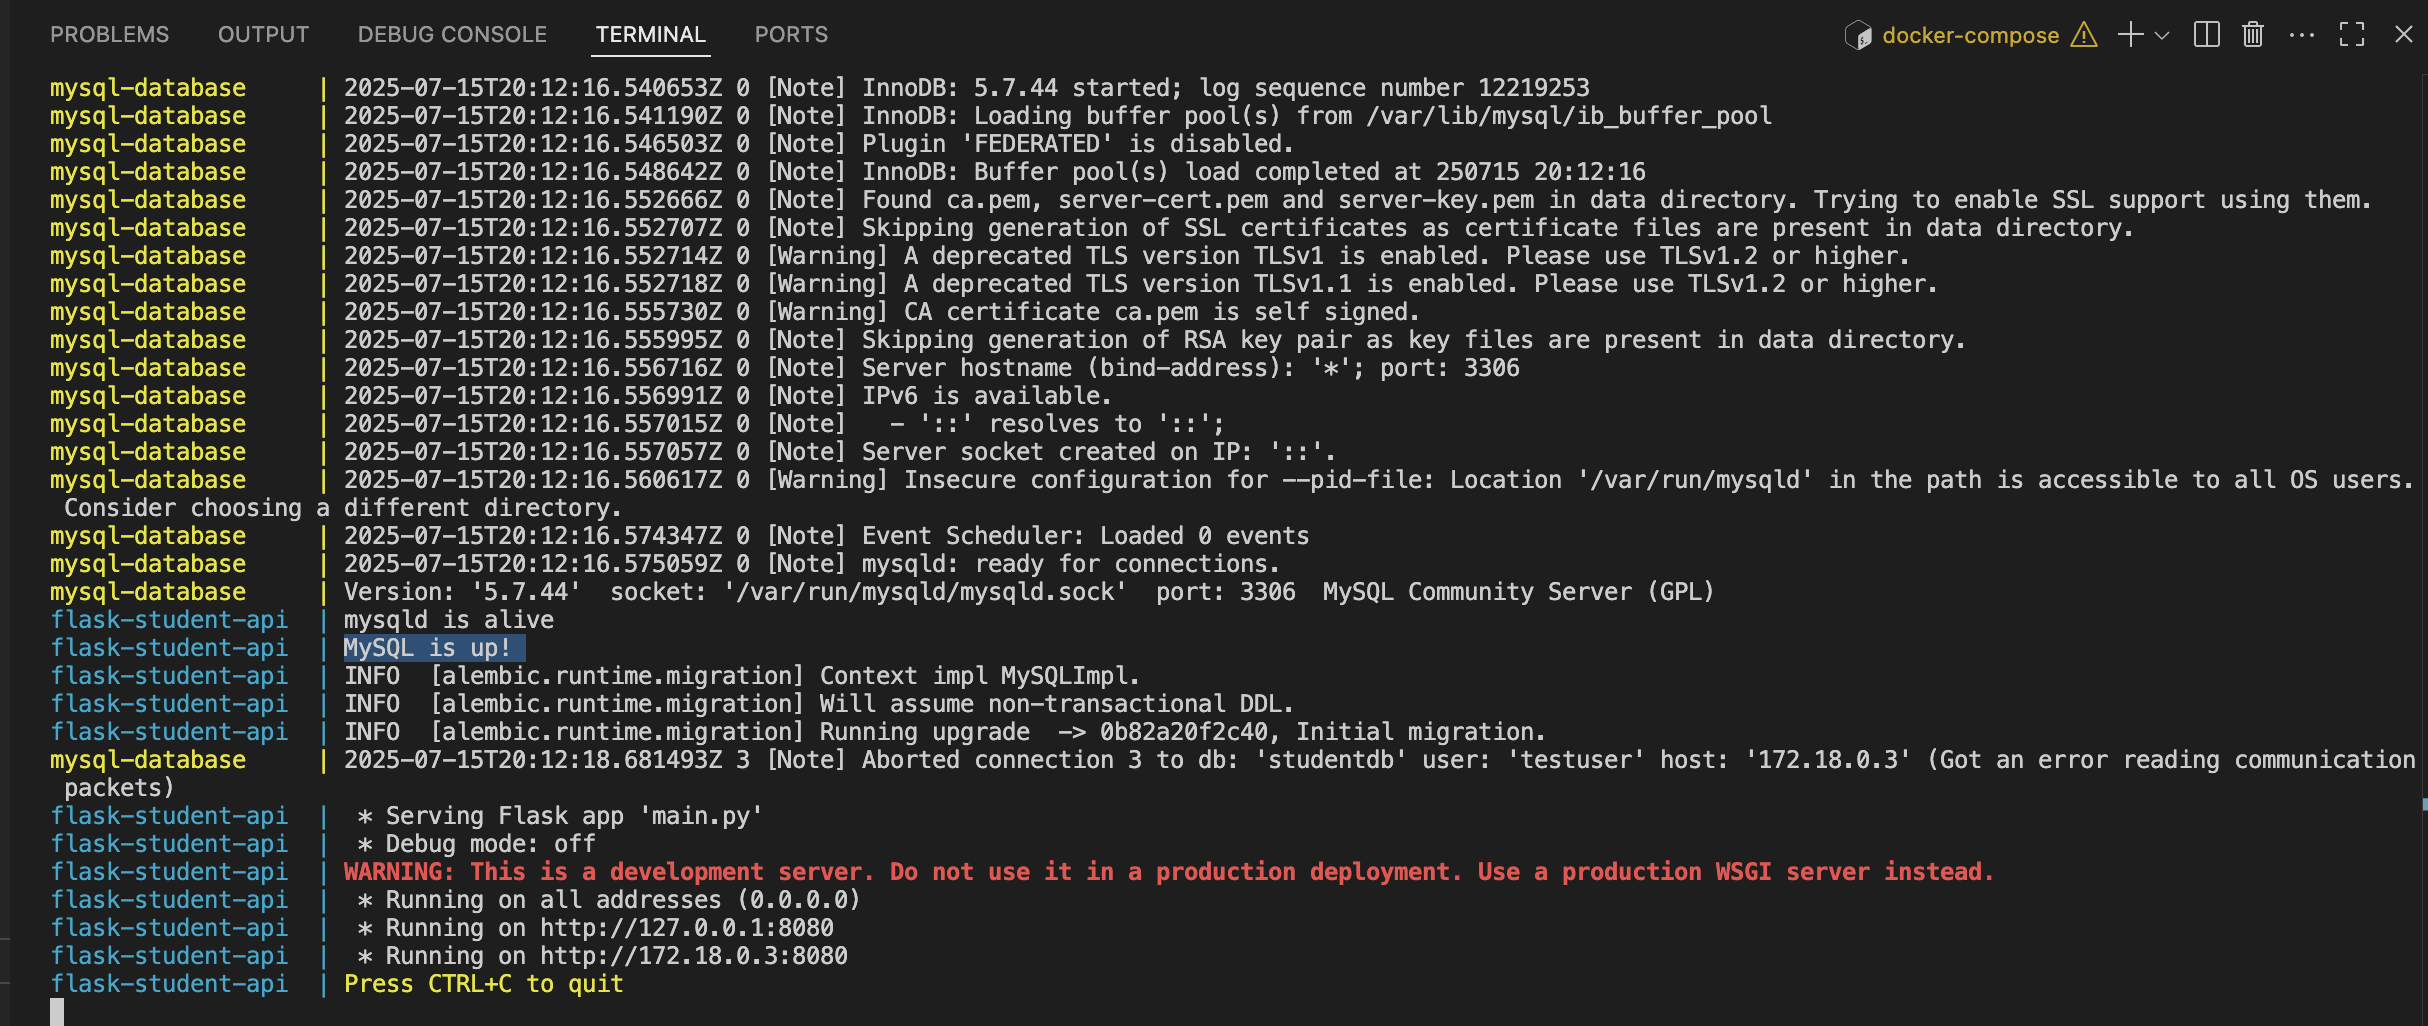 PROBLEMS OUTPUT DEBUG CONSOLE TERMINAL PORTS docker-compose
mysql-database | 2025-07-15T20:12:16.540653Z 0 [Note] InnoDB: 5.7.44 started; log sequence number 12219253
mysql-database | 2025-07-15T20:12:16.541190Z 0 [Note] InnoDB: Loading buffer pool(s) from /var/lib/mysql/ib_buffer_pool
mysql-database | 2025-07-15T20:12:16.546503Z 0 [Note] Plugin 'FEDERATED' is disabled.
mysql-database | 2025-07-15T20:12:16.548642Z 0 [Note] InnoDB: Buffer pool(s) load completed at 250715 20:12:16
mysql-database | 2025-07-15T20:12:16.552666Z 0 [Note] Found ca.pem, server-cert.pem and server-key.pem in data directory. Trying to enable SSL support using them.
mysql-database | 2025-07-15T20:12:16.552707Z 0 [Note] Skipping generation of SSL certificates as certificate files are present in data directory.
mysql-database | 2025-07-15T20:12:16.552714Z 0 [Warning] A deprecated TLS version TLSv1 is enabled. Please use TLSv1.2 or higher.
mysql-database | 2025-07-15T20:12:16.552718Z 0 [Warning] A deprecated TLS version TLSv1.1 is enabled. Please use TLSv1.2 or higher.
mysql-database | 2025-07-15T20:12:16.555730Z 0 [Warning] CA certificate ca.pem is self signed.
mysql-database | 2025-07-15T20:12:16.555995Z 0 [Note] Skipping generation of RSA key pair as key files are present in data directory.
mysql-database | 2025-07-15T20:12:16.556716Z 0 [Note] Server hostname (bind-address): '*'; port: 3306
mysql-database | 2025-07-15T20:12:16.556991Z 0 [Note] IPv6 is available.
mysql-database | 2025-07-15T20:12:16.557015Z 0 [Note]   - '::' resolves to '::';
mysql-database | 2025-07-15T20:12:16.557057Z 0 [Note] Server socket created on IP: '::'.
mysql-database | 2025-07-15T20:12:16.560617Z 0 [Warning] Insecure configuration for --pid-file: Location '/var/run/mysqld' in the path is accessible to all OS users.
Consider choosing a different directory.
mysql-database | 2025-07-15T20:12:16.574347Z 0 [Note] Event Scheduler: Loaded 0 events
mysql-database | 2025-07-15T20:12:16.575059Z 0 [Note] mysqld: ready for connections.
mysql-database | Version: '5.7.44'  socket: '/var/run/mysqld/mysqld.sock'  port: 3306  MySQL Community Server (GPL)
flask-student-api | mysqld is alive
flask-student-api | MySQL is up!
flask-student-api | INFO  [alembic.runtime.migration] Context impl MySQLImpl.
flask-student-api | INFO  [alembic.runtime.migration] Will assume non-transactional DDL.
flask-student-api | INFO  [alembic.runtime.migration] Running upgrade  -> 0b82a20f2c40, Initial migration.
mysql-database | 2025-07-15T20:12:18.681493Z 3 [Note] Aborted connection 3 to db: 'studentdb' user: 'testuser' host: '172.18.0.3' (Got an error reading communication
packets)
flask-student-api |  * Serving Flask app 'main.py'
flask-student-api |  * Debug mode: off
flask-student-api | WARNING: This is a development server. Do not use it in a production deployment. Use a production WSGI server instead.
flask-student-api |  * Running on all addresses (0.0.0.0)
flask-student-api |  * Running on http://127.0.0.1:8080
flask-student-api |  * Running on http://172.18.0.3:8080
flask-student-api | Press CTRL+C to quit